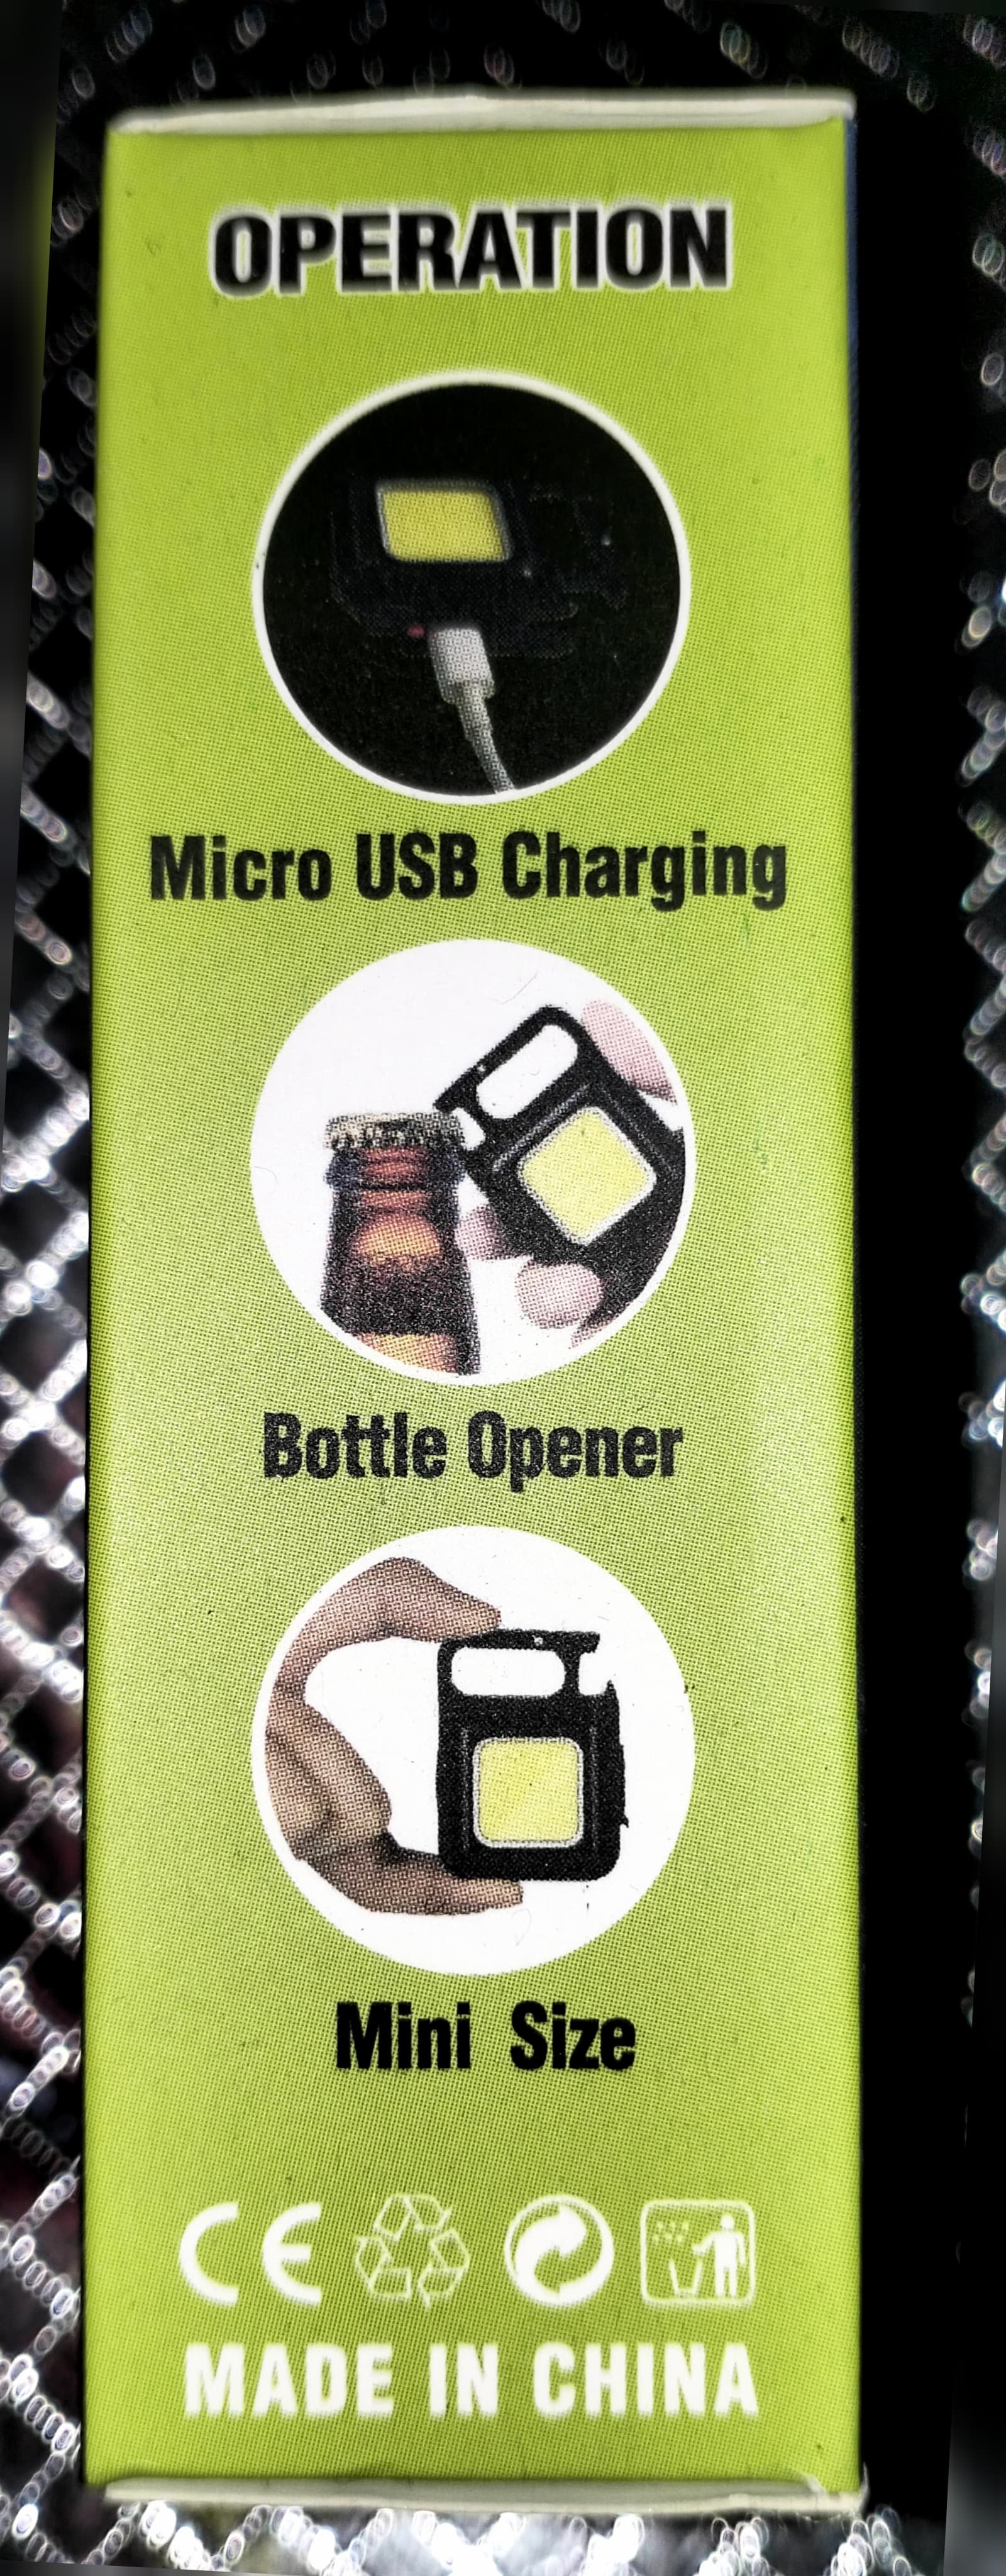 OPERATION
Micro USB Charging
Bottle Opener
Mini Size
CE
MADE IN CHINA